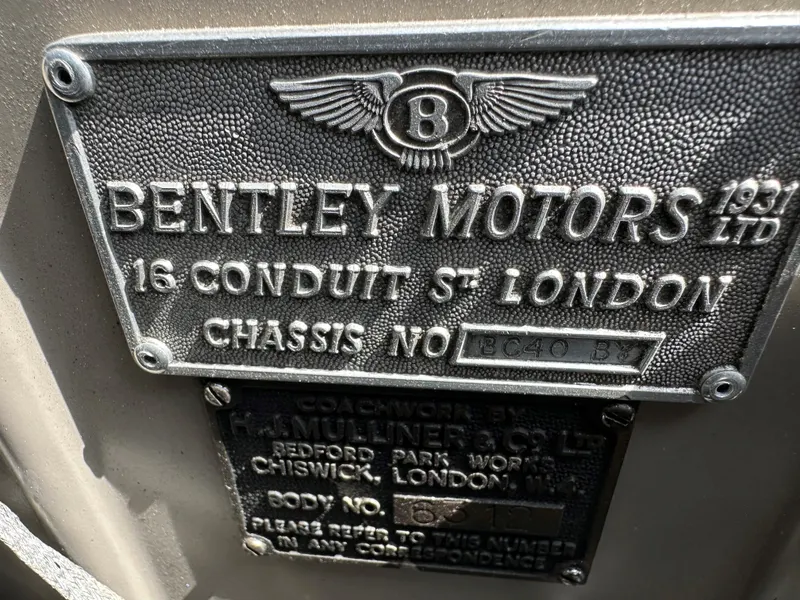 B
BENTLEY MOTORS 1931 LTD
16 CONDUIT ST LONDON
CHASSIS NO
COACHWORK BY
H.J. MULLINER & CO. LTD
BEDFORD PARK WORKS
CHISWICK, LONDON, W.4.
BODY NO.
PLEASE REFER TO THIS NUMBER
IN ANY CORRESPONDENCE